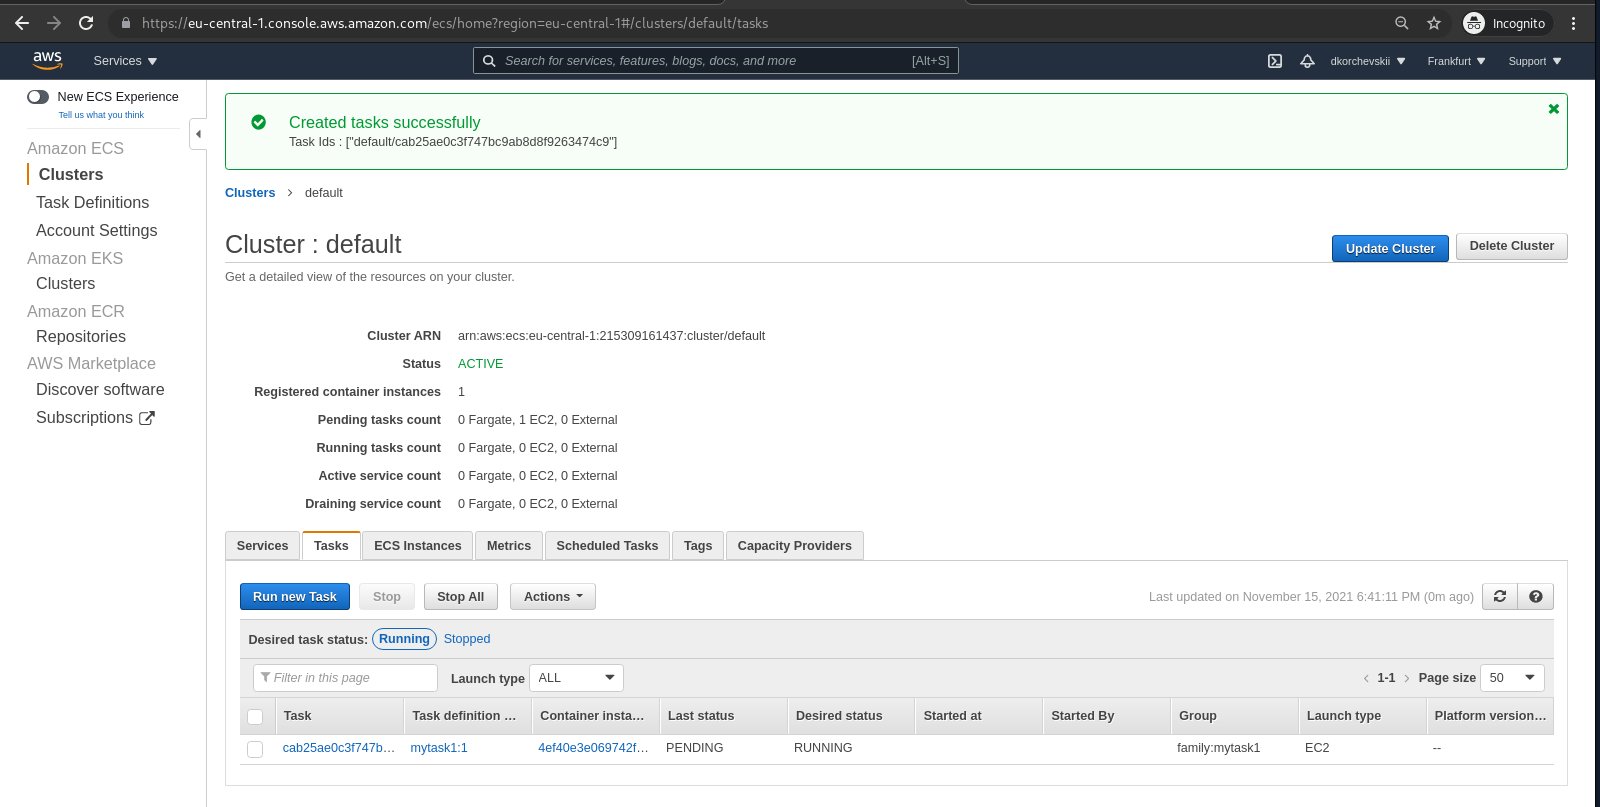 https://eu-central-1.console.aws.amazon.com/ecs/home?region=eu-central-1#/clusters/default/tasks
Incognito
aws
Services
Search for services, features, blogs, docs, and more
[Alt+S]
dkorchevskii
Frankfurt
Support
New ECS Experience
Tell us what you think
Amazon ECS
Clusters
Task Definitions
Account Settings
Amazon EKS
Clusters
Amazon ECR
Repositories
AWS Marketplace
Discover software
Subscriptions
Created tasks successfully
Task Ids : ["default/cab25ae0c3f747bc9ab8d8f9263474c9"]
Clusters > default
Cluster : default
Update Cluster
Delete Cluster
Get a detailed view of the resources on your cluster.
Cluster ARN arn:aws:ecs:eu-central-1:215309161437:cluster/default
Status ACTIVE
Registered container instances 1
Pending tasks count 0 Fargate, 1 EC2, 0 External
Running tasks count 0 Fargate, 0 EC2, 0 External
Active service count 0 Fargate, 0 EC2, 0 External
Draining service count 0 Fargate, 0 EC2, 0 External
Services Tasks ECS Instances Metrics Scheduled Tasks Tags Capacity Providers
Run new Task Stop Stop All Actions
Last updated on November 15, 2021 6:41:11 PM (0m ago)
Desired task status: Running Stopped
Filter in this page Launch type ALL
< 1-1 > Page size 50
Task Task definition ... Container insta... Last status Desired status Started at Started By Group Launch type Platform version...
cab25ae0c3f747b... mytask1:1 4ef40e3e069742f... PENDING RUNNING family:mytask1 EC2 --